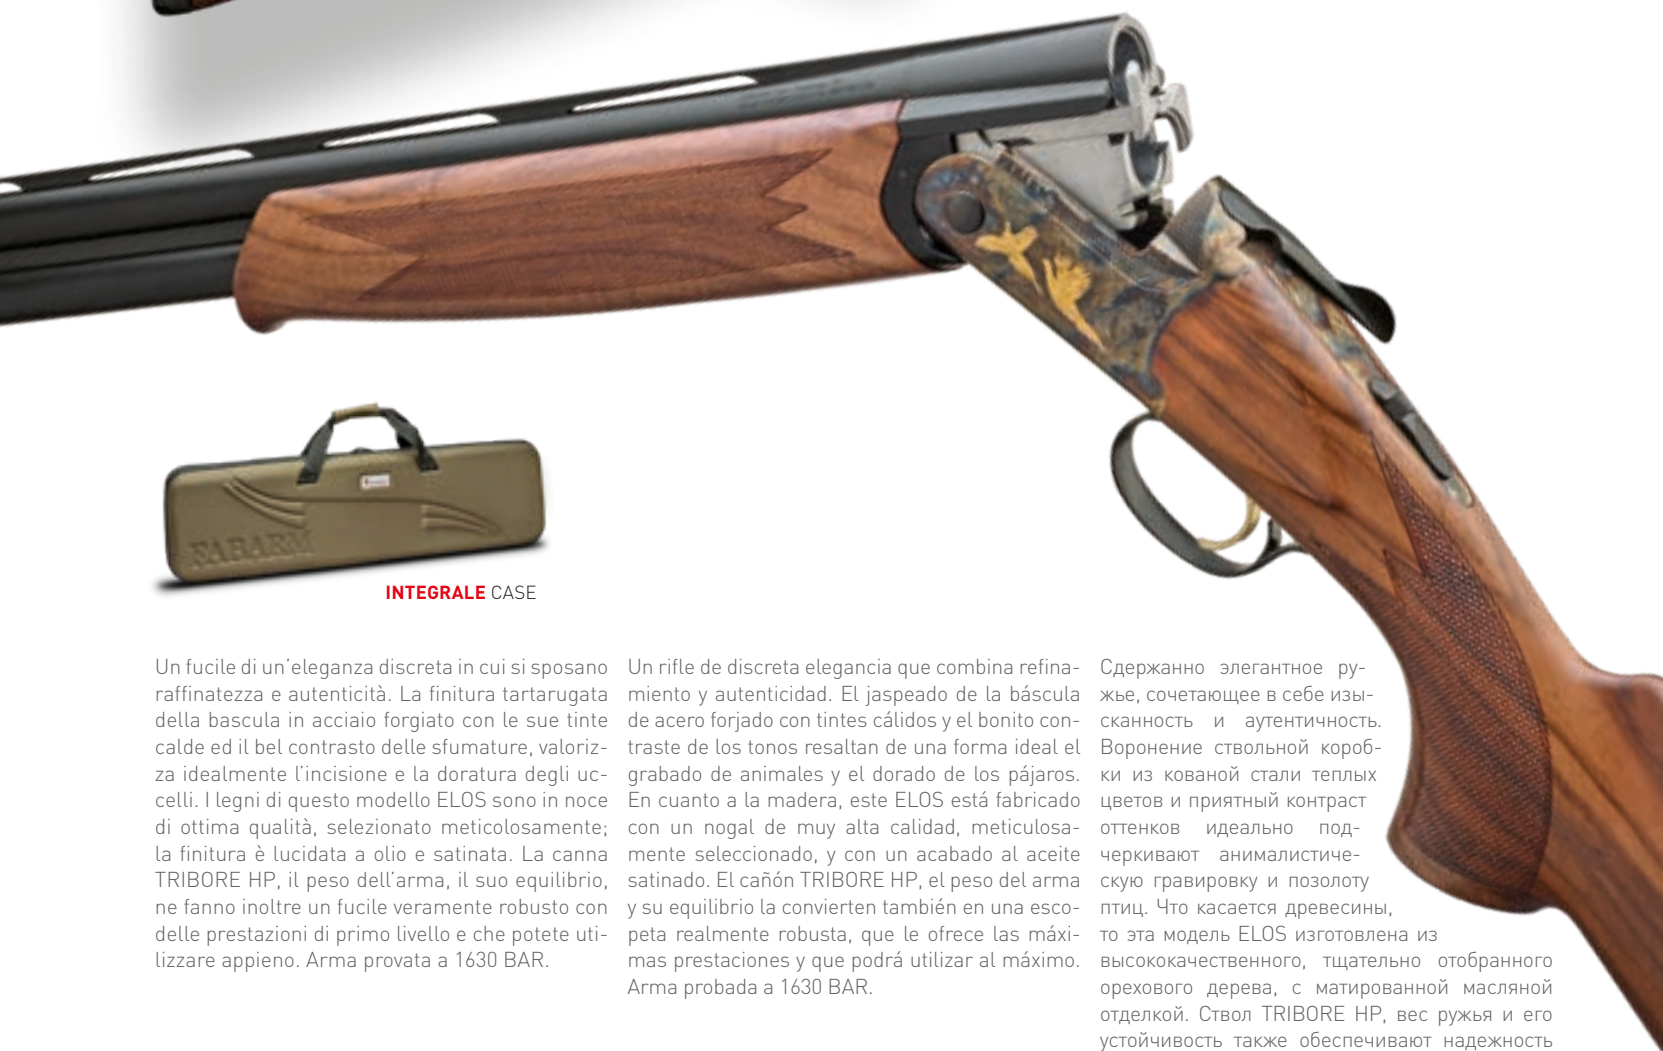 FABARM
INTEGRALE CASE
Un fucile di un'eleganza discreta in cui si sposano
raffinatezza e autenticità. La finitura tartarugata
della bascula in acciaio forgiato con le sue tinte
calde ed il bel contrasto delle sfumature, valoriz-
za idealmente l'incisione e la doratura degli uc-
celli. I legni di questo modello ELOS sono in noce
di ottima qualità, selezionato meticolosamente;
la finitura è lucidata a olio e satinata. La canna
TRIBORE HP, il peso dell'arma, il suo equilibrio,
ne fanno inoltre un fucile veramente robusto con
delle prestazioni di primo livello e che potete uti-
lizzare appieno. Arma provata a 1630 BAR.
Un rifle de discreta elegancia que combina refina-
miento y autenticidad. El jaspeado de la báscula
de acero forjado con tintes cálidos y el bonito con-
traste de los tonos resaltan de una forma ideal el
grabado de animales y el dorado de los pájaros.
En cuanto a la madera, este ELOS está fabricado
con un nogal de muy alta calidad, meticulosa-
mente seleccionado, y con un acabado al aceite
satinado. El cañón TRIBORE HP, el peso del arma
y su equilibrio la convierten también en una esco-
peta realmente robusta, que le ofrece las máxi-
mas prestaciones y que podrá utilizar al máximo.
Arma probada a 1630 BAR.
Сдержанно элегантное ру-
жье, сочетающее в себе изы-
сканность и аутентичность.
Воронение ствольной короб-
ки из кованой стали теплых
цветов и приятный контраст
оттенков идеально под-
черкивают анималистиче-
скую гравировку и позолоту
птиц. Что касается древесины,
то эта модель ELOS изготовлена из
высококачественного, тщательно отобранного
орехового дерева, с матированной масляной
отделкой. Ствол TRIBORE HP, вес ружья и его
устойчивость также обеспечивают надежность